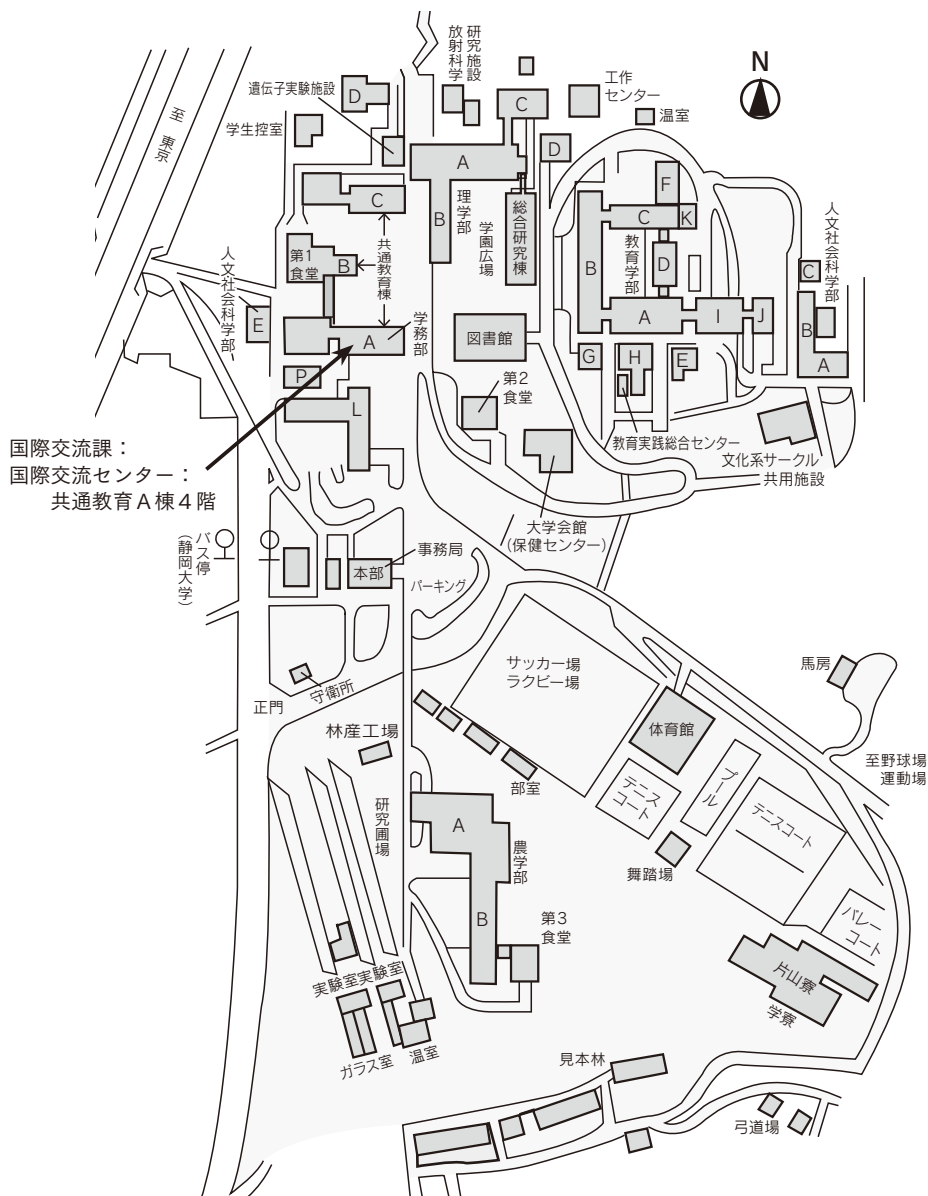 研究施設
放射科学
遺伝子実験施設
D
C
工作
センター
N
至 東京
学生控室
温室
A
D
C
B
理学部
学園広場
総合研究棟
F
C
K
人文社会科学部
第1
食堂
B
共通教育棟
教育学部
B
D
C
人文社会科学部
E
A
学務部
図書館
A
I
J
B
A
P
L
第2
食堂
G
H
E
国際交流課：
国際交流センター：
共通教育A棟4階
教育実践総合センター
文化系サークル
共用施設
バス停
(静岡大学)
大学会館
(保健センター)
本部
事務局
パーキング
正門
守衛所
サッカー場
ラクビー場
馬房
林産工場
体育館
至野球場
運動場
部室
テニス
コート
プール
テニスコート
研究圃場
A
農学部
舞踏場
B
第3
食堂
バレー
コート
実験室
実験室
片山寮
学寮
ガラス室
温室
見本林
弓道場